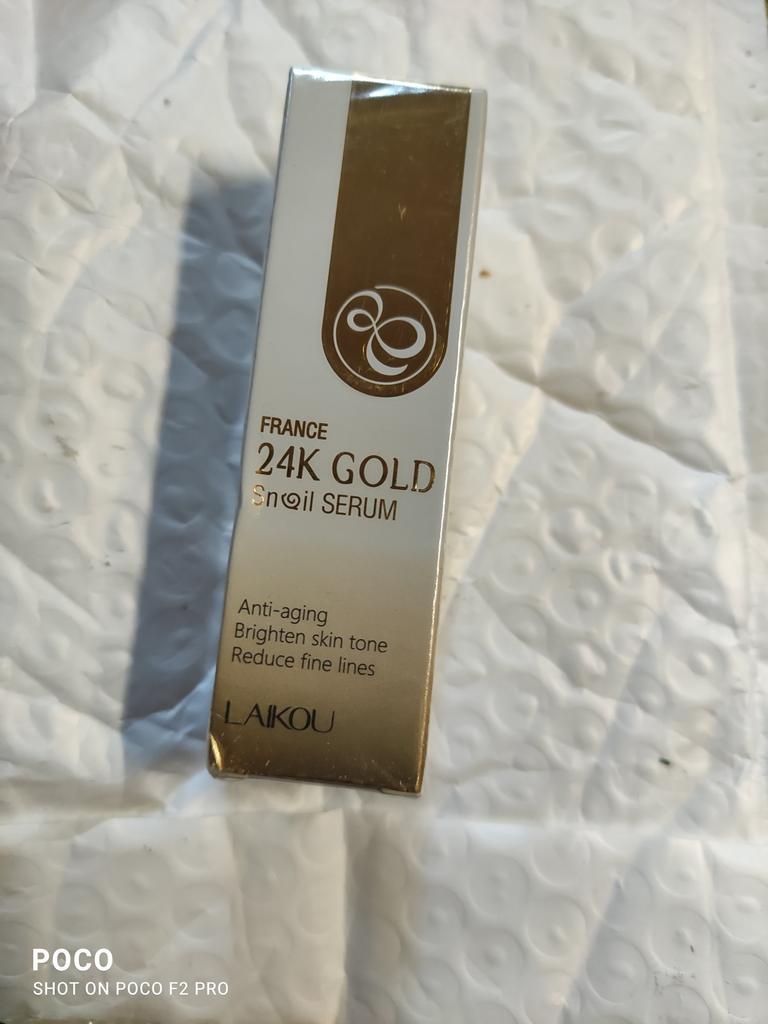 FRANCE
24K GOLD
Snail SERUM
Anti-aging
Brighten skin tone
Reduce fine lines
LAIKOU
POCO
SHOT ON POCO F2 PRO